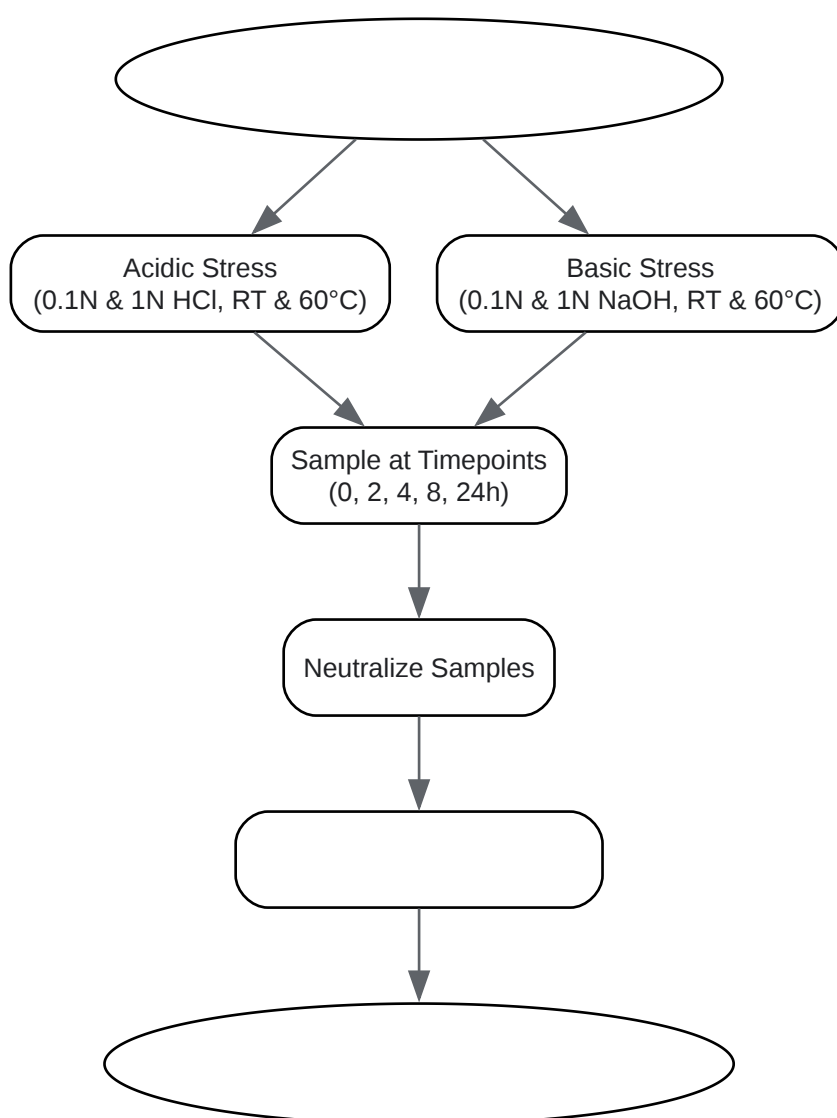 Acidic Stress
(0.1N & 1N HCl, RT & 60°C)
Basic Stress
(0.1N & 1N NaOH, RT & 60°C)
Sample at Timepoints
(0, 2, 4, 8, 24h)
Neutralize Samples